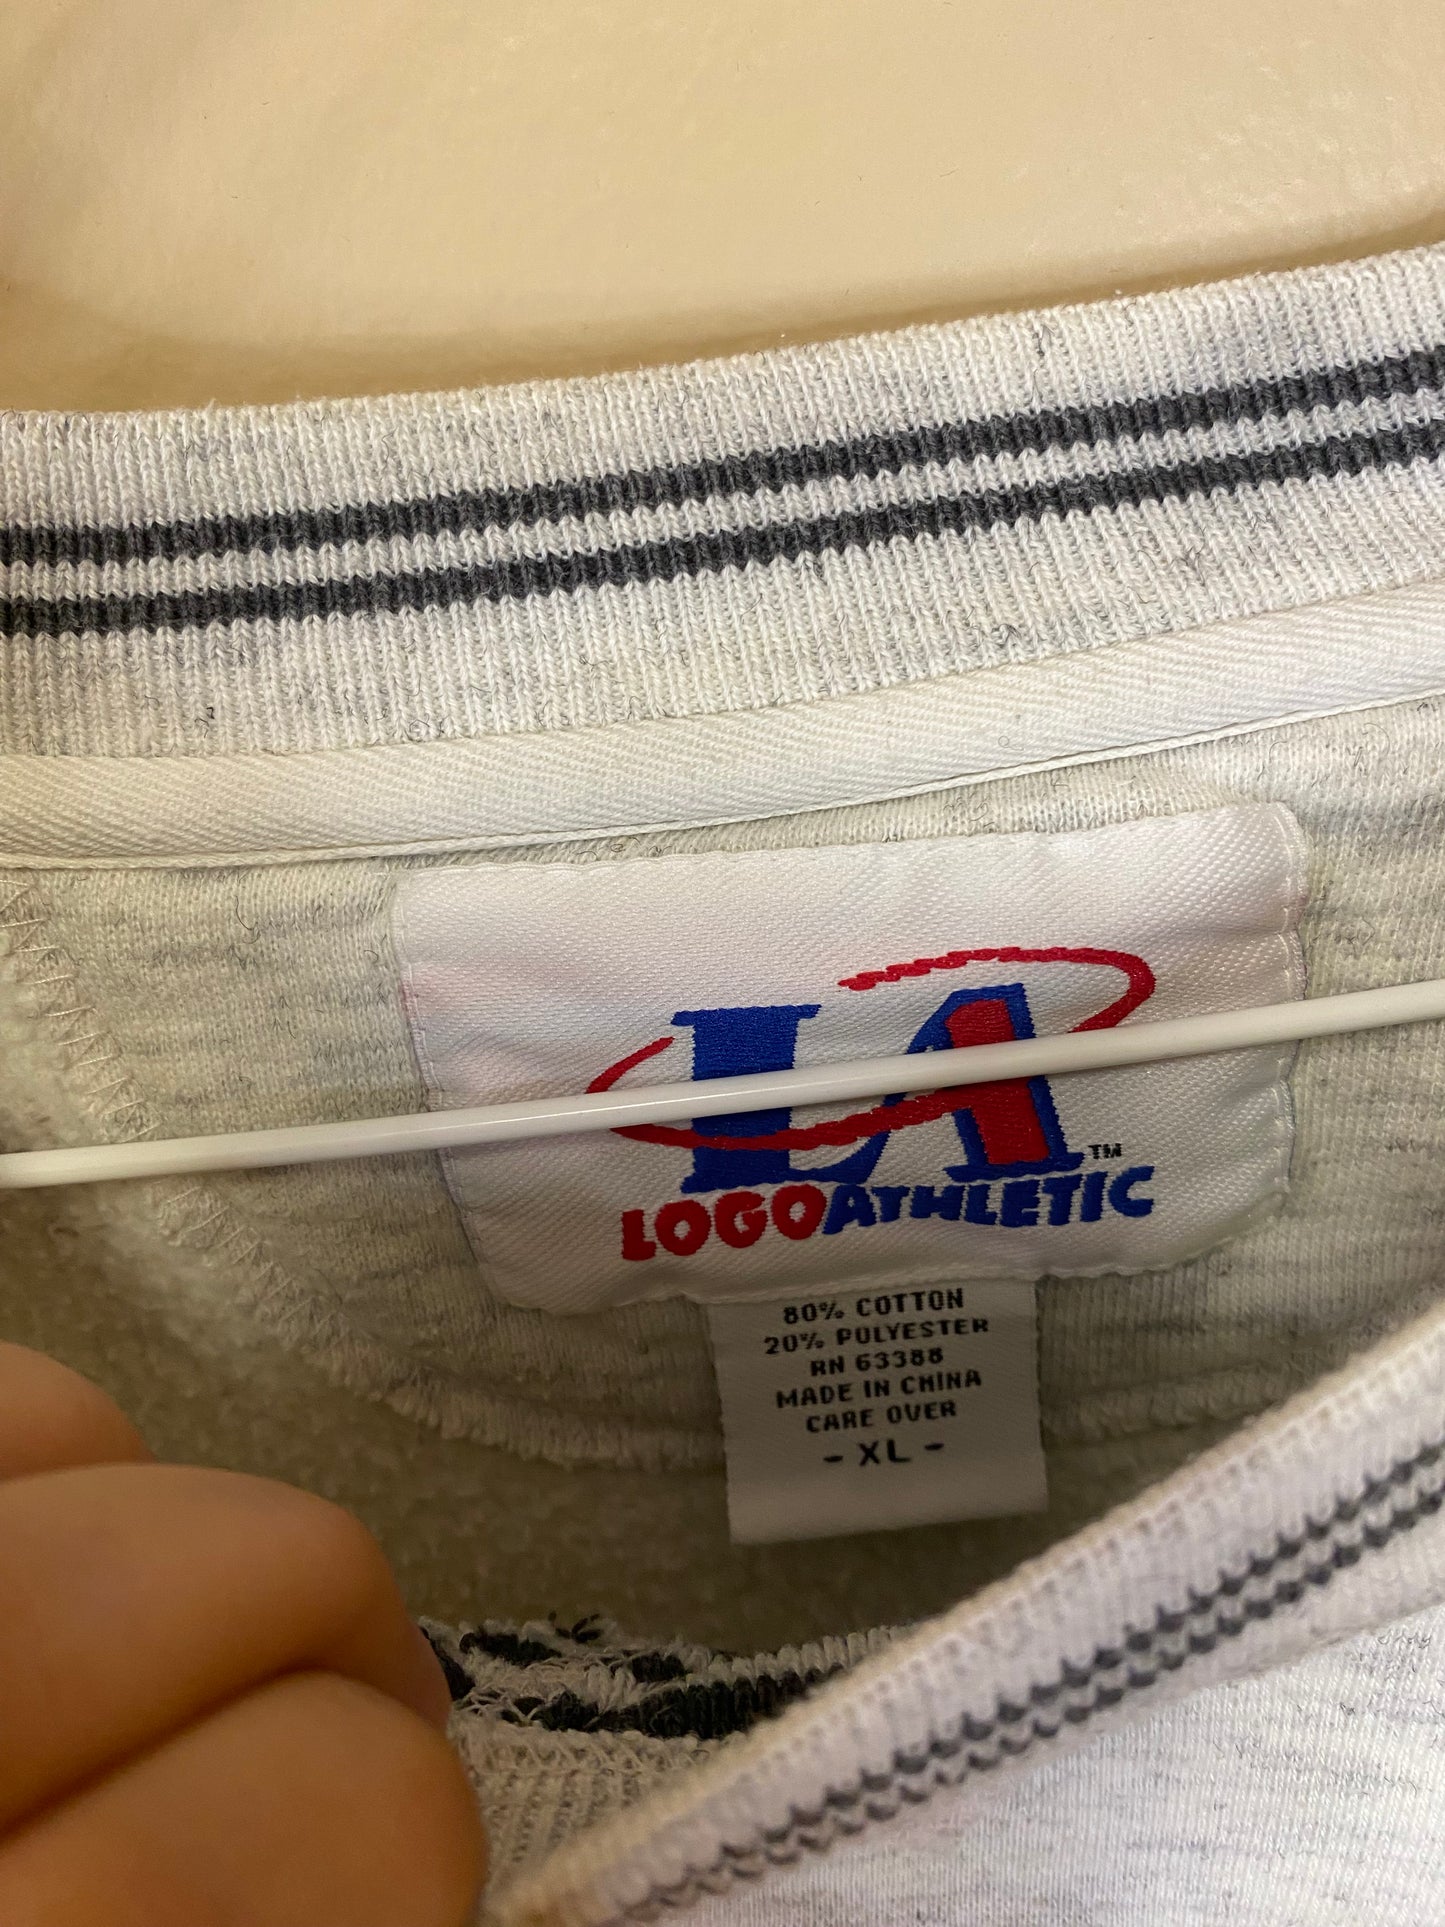 LA
TM
LOGOATHLETIC
80% COTTON
20% POLYESTER
RN 63388
MADE IN CHINA
CARE OVER
- XL -